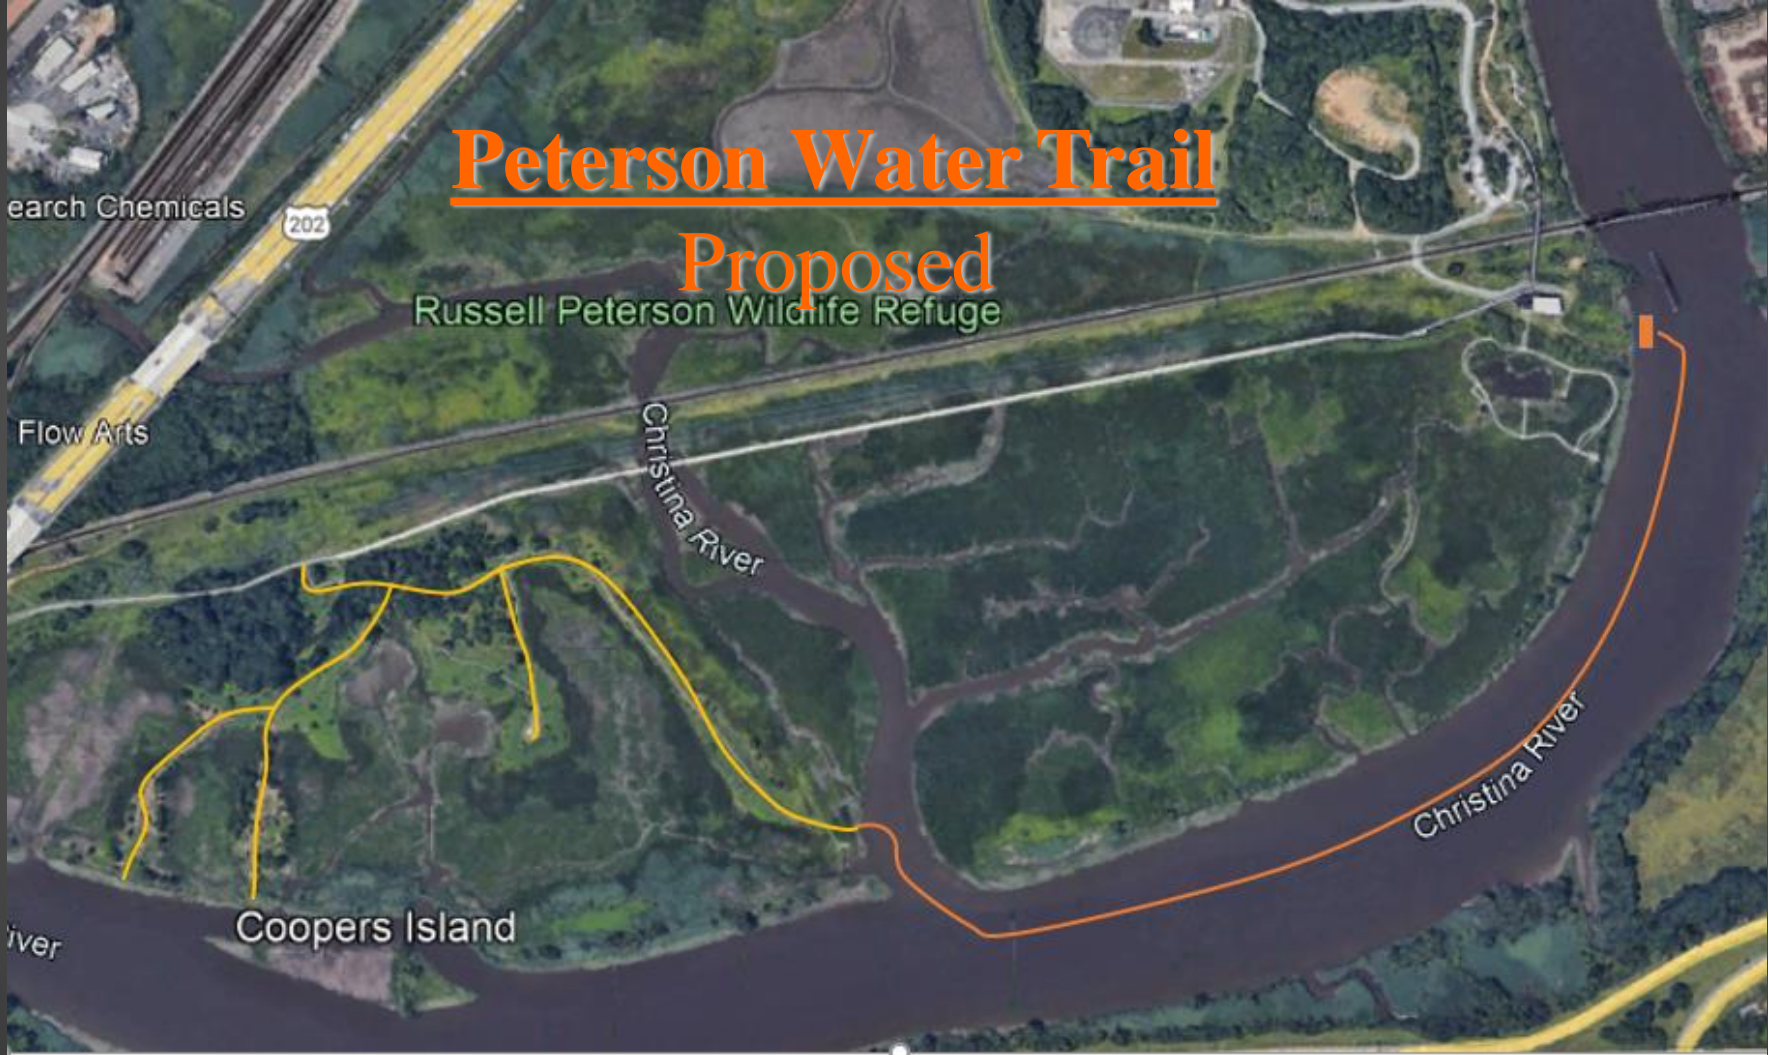 Peterson Water Trail
Proposed
earch Chemicals
202
Russell Peterson Wildlife Refuge
Flow Arts
Christina River
Christina River
Coopers Island
iver